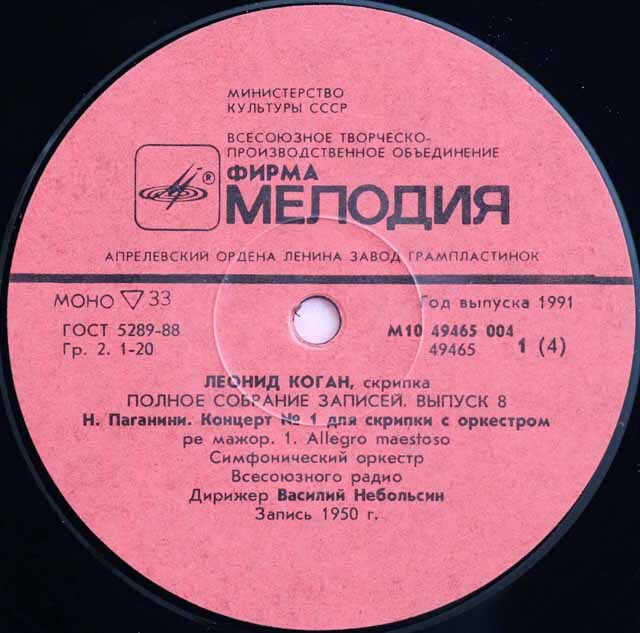 МИНИСТЕРСТВО
КУЛЬТУРЫ СССР
ВСЕСОЮЗНОЕ ТВОРЧЕСКО-
ПРОИЗВОДСТВЕННОЕ ОБЪЕДИНЕНИЕ
ФИРМА
® МЕЛОДИЯ
АПРЕЛЕВСКИЙ ОРДЕНА ЛЕНИНА ЗАВОД ГРАМПЛАСТИНОК
МОНО ▽ 33
Год выпуска 1991
ГОСТ 5289-88
М10 49465 004
Гр. 2. 1-20
49465 1 (4)
ЛЕОНИД КОГАН, скрипка
ПОЛНОЕ СОБРАНИЕ ЗАПИСЕЙ. ВЫПУСК 8
Н. Паганини. Концерт № 1 для скрипки с оркестром
ре мажор. 1. Allegro maestoso
Симфонический оркестр
Всесоюзного радио
Дирижер Василий Небольсин
Запись 1950 г.